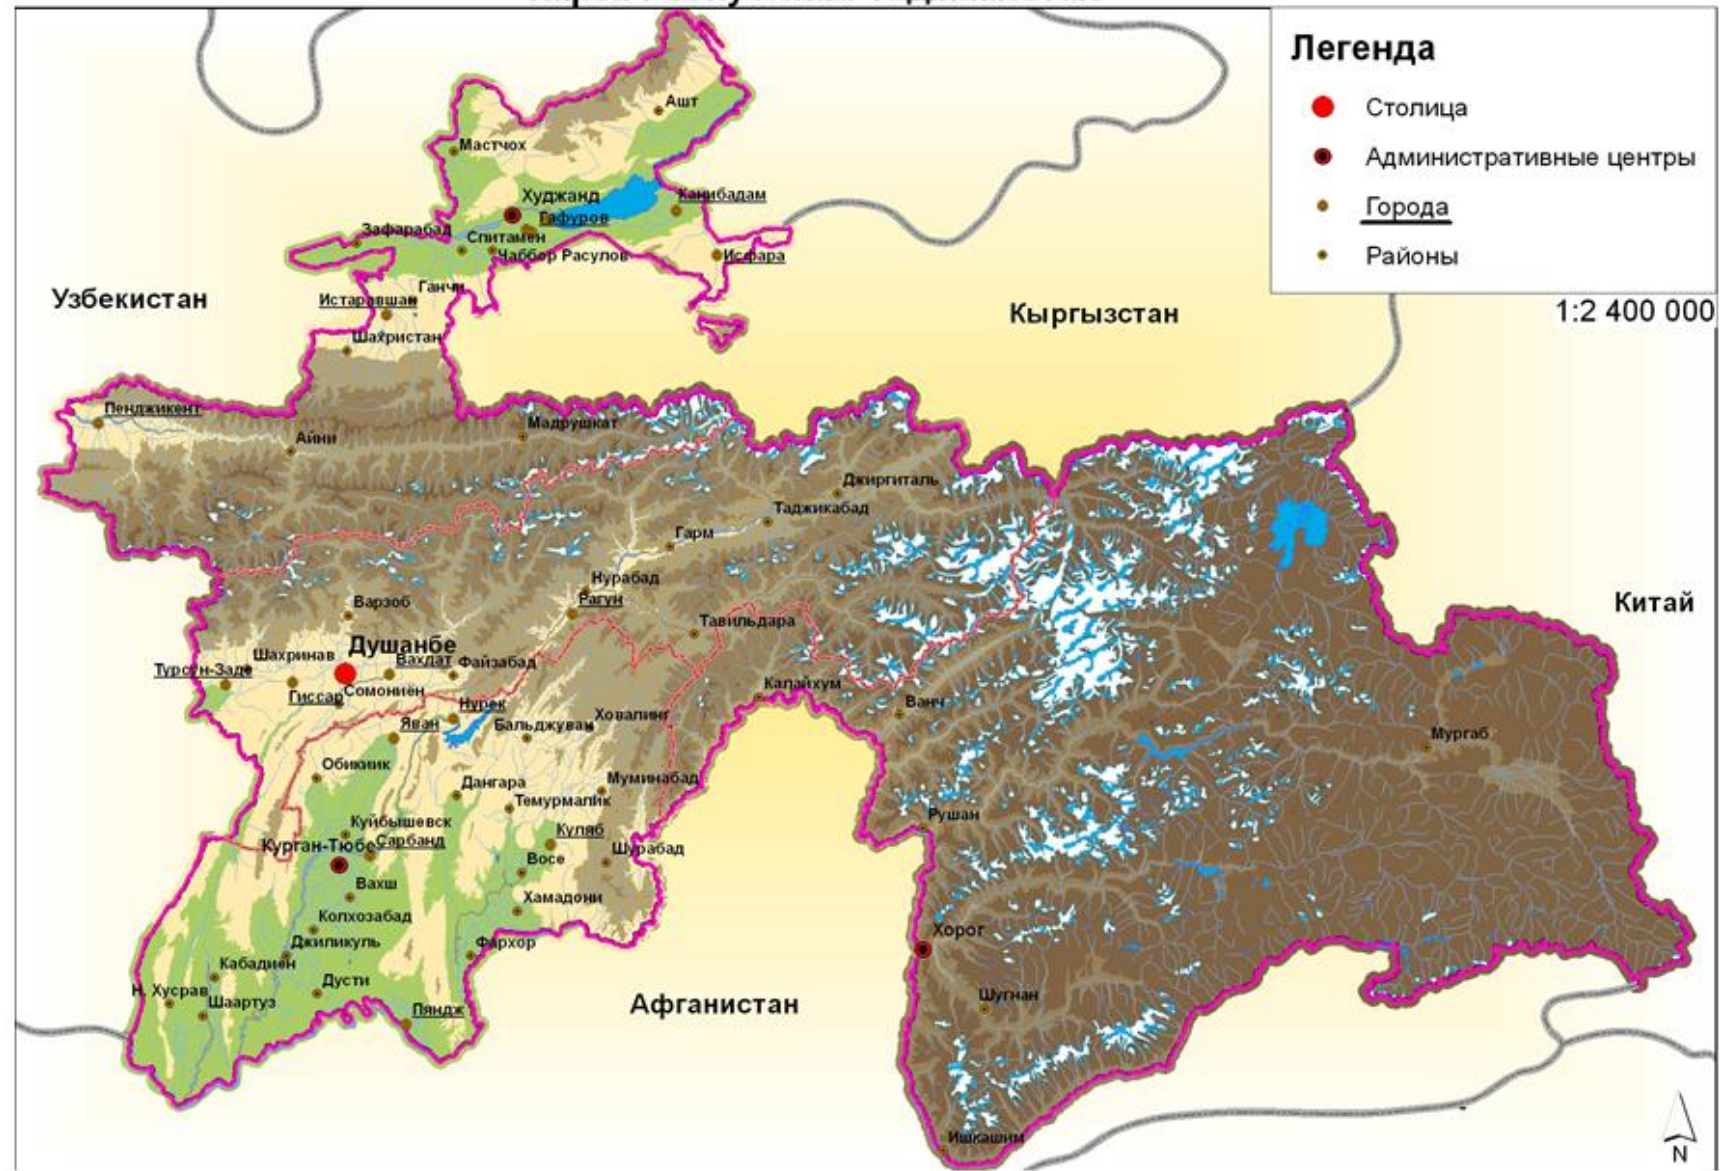 Легенда
Столица
Административные центры
Города
Районы
1:2 400 000
Ашт
Мастчох
Худжанд
Канибадам
Гафуров
Зафарабад
Спитамен
Чаббор Расулов
Исфара
Ганчи
Узбекистан
Истаравшан
Кыргызстан
Шахристан
Пенджикент
Мадрушкат
Айни
Джиргиталь
Таджикабад
Гарм
Нурабад
Рагун
Варзоб
Китай
Тавильдара
Душанбе
Шахринав
Вахдат
Файзабад
Турсун-Заде
Гиссар
Сомониён
Калайхум
Нурек
Ванч
Яван
Бальджуван
Ховалинг
Мургаб
Обикиик
Дангара
Муминабад
Темурмалик
Рушан
Куйбышевск
Куляб
Курган-Тюбе
Сарбанд
Шурабад
Восе
Вахш
Хамадони
Колхозабад
Хорог
Джиликуль
Фархор
Кабадиён
Дусти
Н. Хусрав
Шаартуз
Шугнан
Пяндж
Афганистан
Ишкашим
N